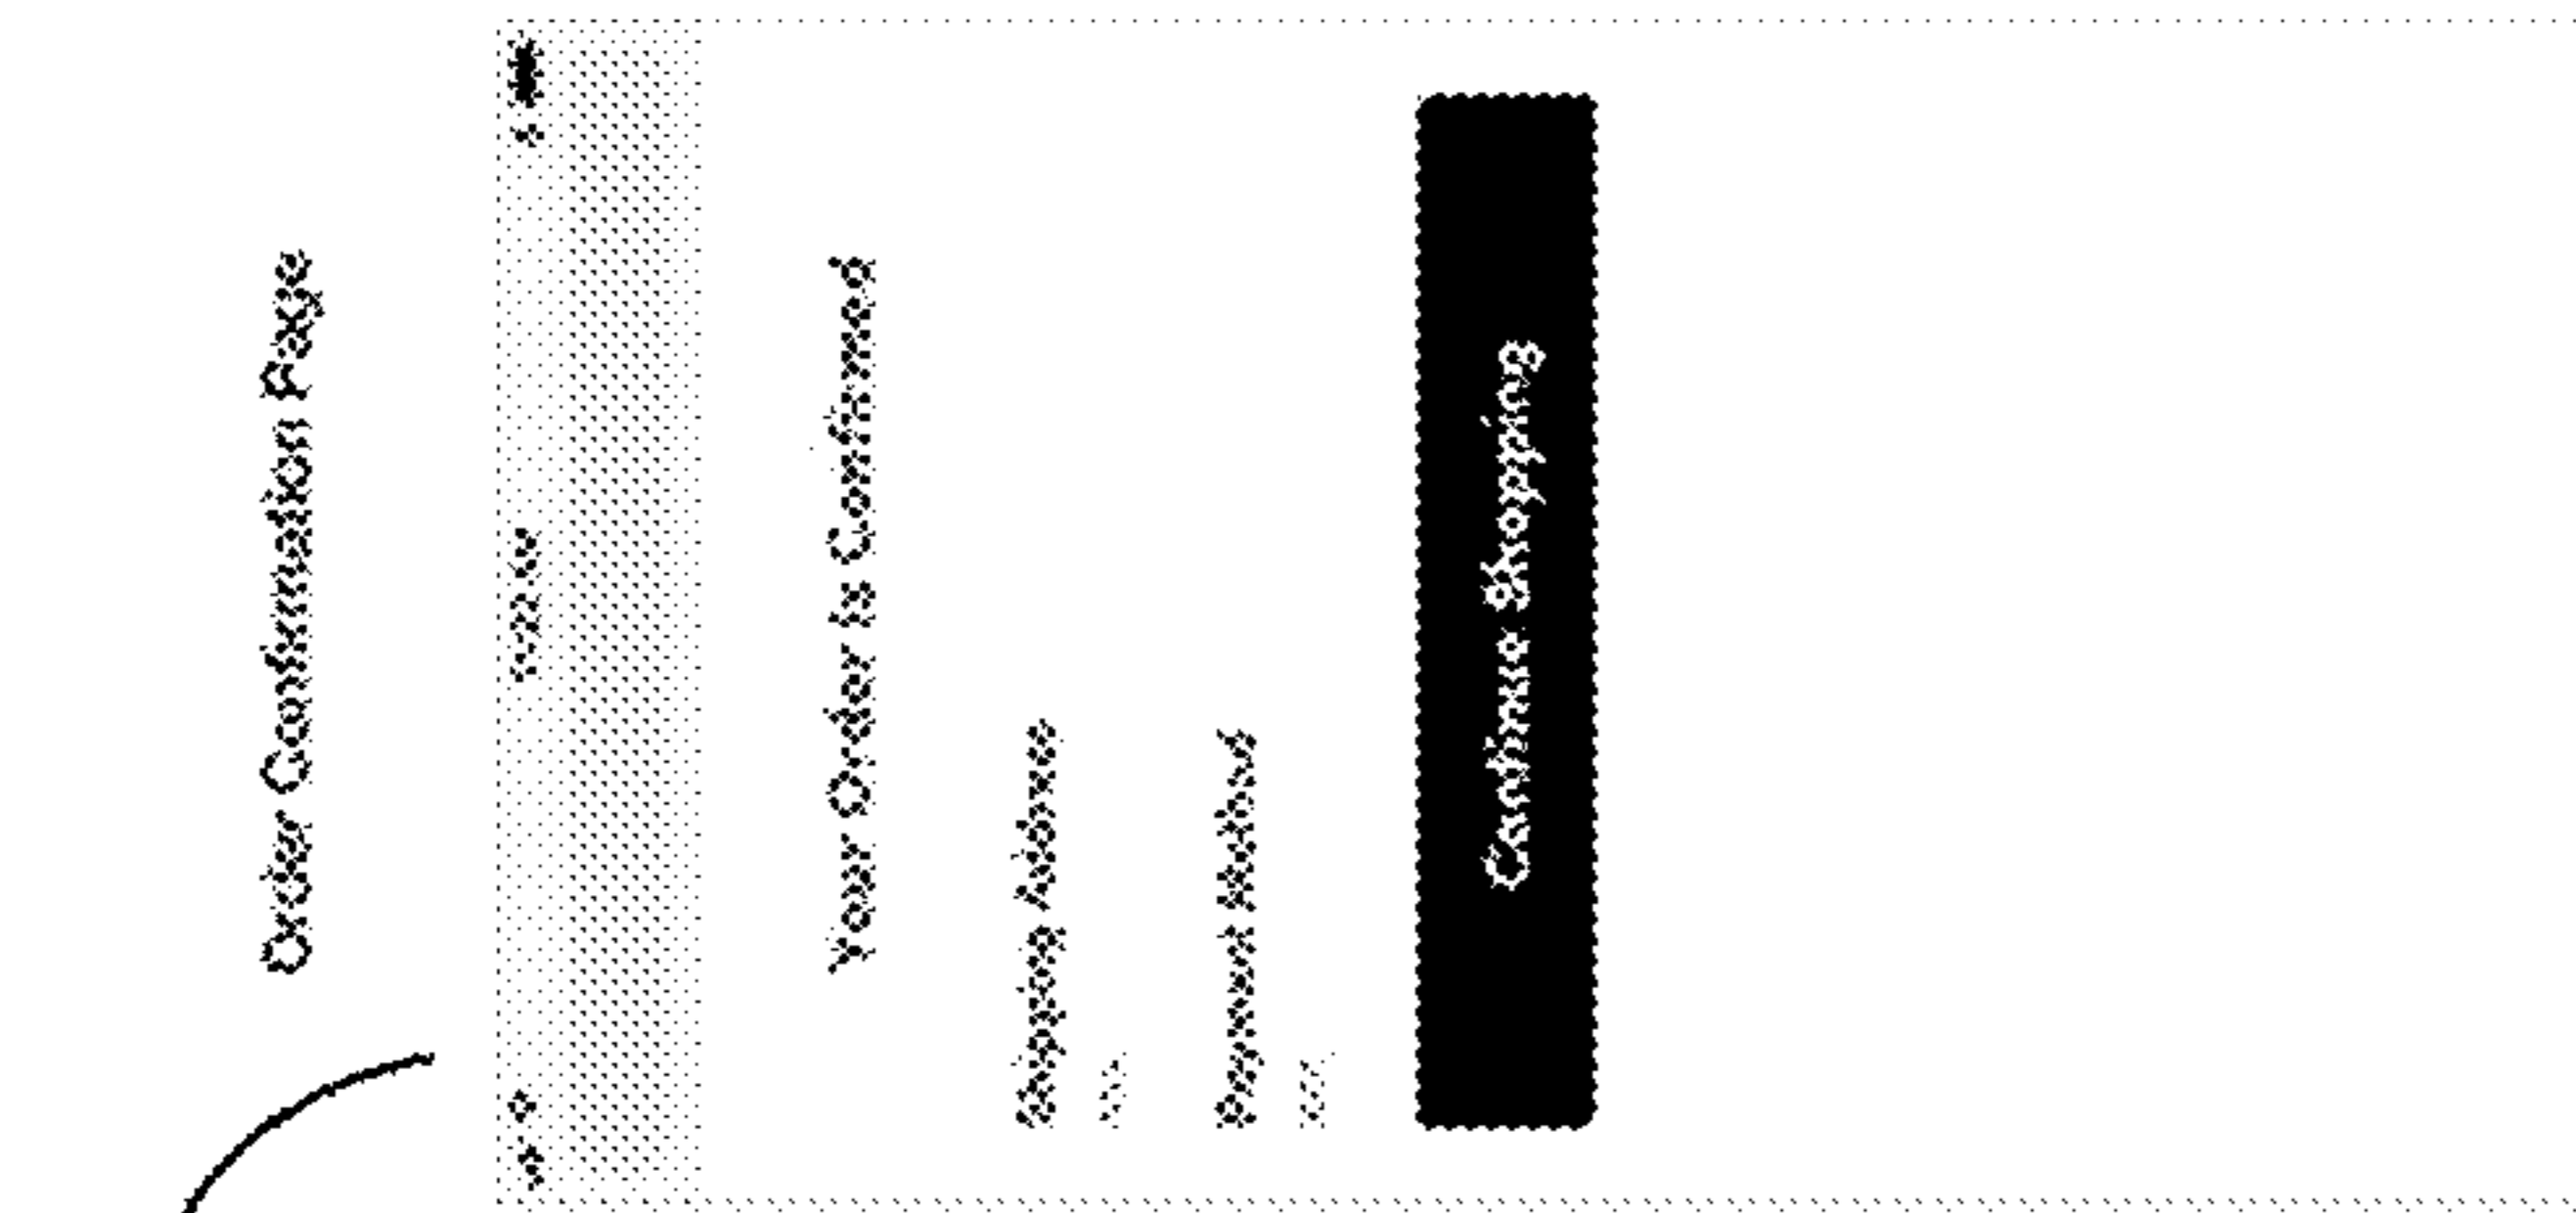 Order Confirmation Page
Your Order is Confirmed
Shipping Address
Payment Method
Continue Shopping